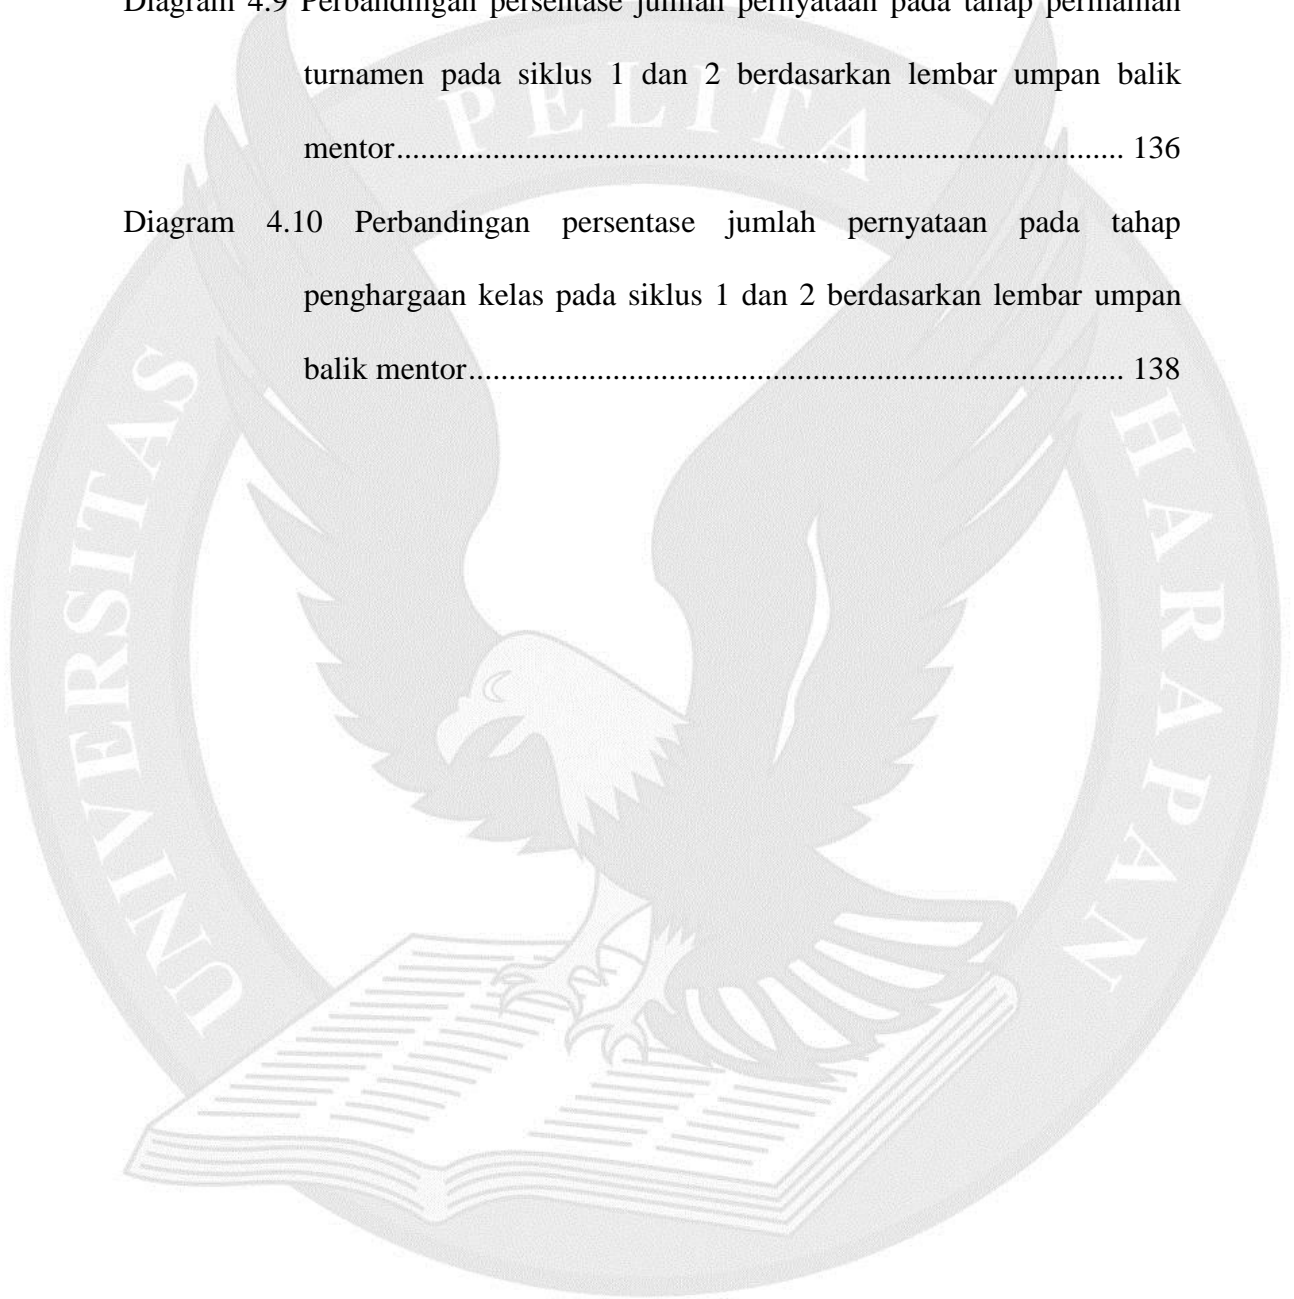 Diagram 4.9 Perbandingan persentase jumlah pernyataan pada tahap permainan
turnamen pada siklus 1 dan 2 berdasarkan lembar umpan balik
mentor........................................................................................... 136
Diagram 4.10 Perbandingan persentase jumlah pernyataan pada tahap
penghargaan kelas pada siklus 1 dan 2 berdasarkan lembar umpan
balik mentor.................................................................................. 138
UNIVERSITAS PELITA HARAPAN